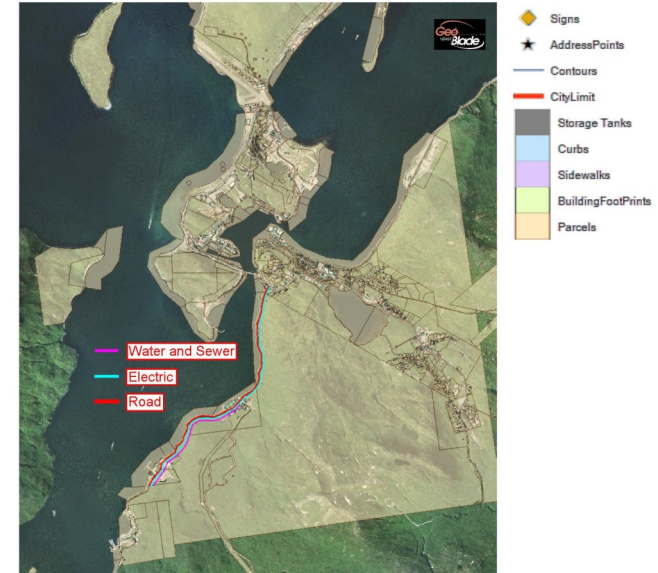 Geo
Blade
Signs
AddressPoints
Contours
CityLimit
Storage Tanks
Curbs
Sidewalks
BuildingFootPrints
Parcels
Water and Sewer
Electric
Road